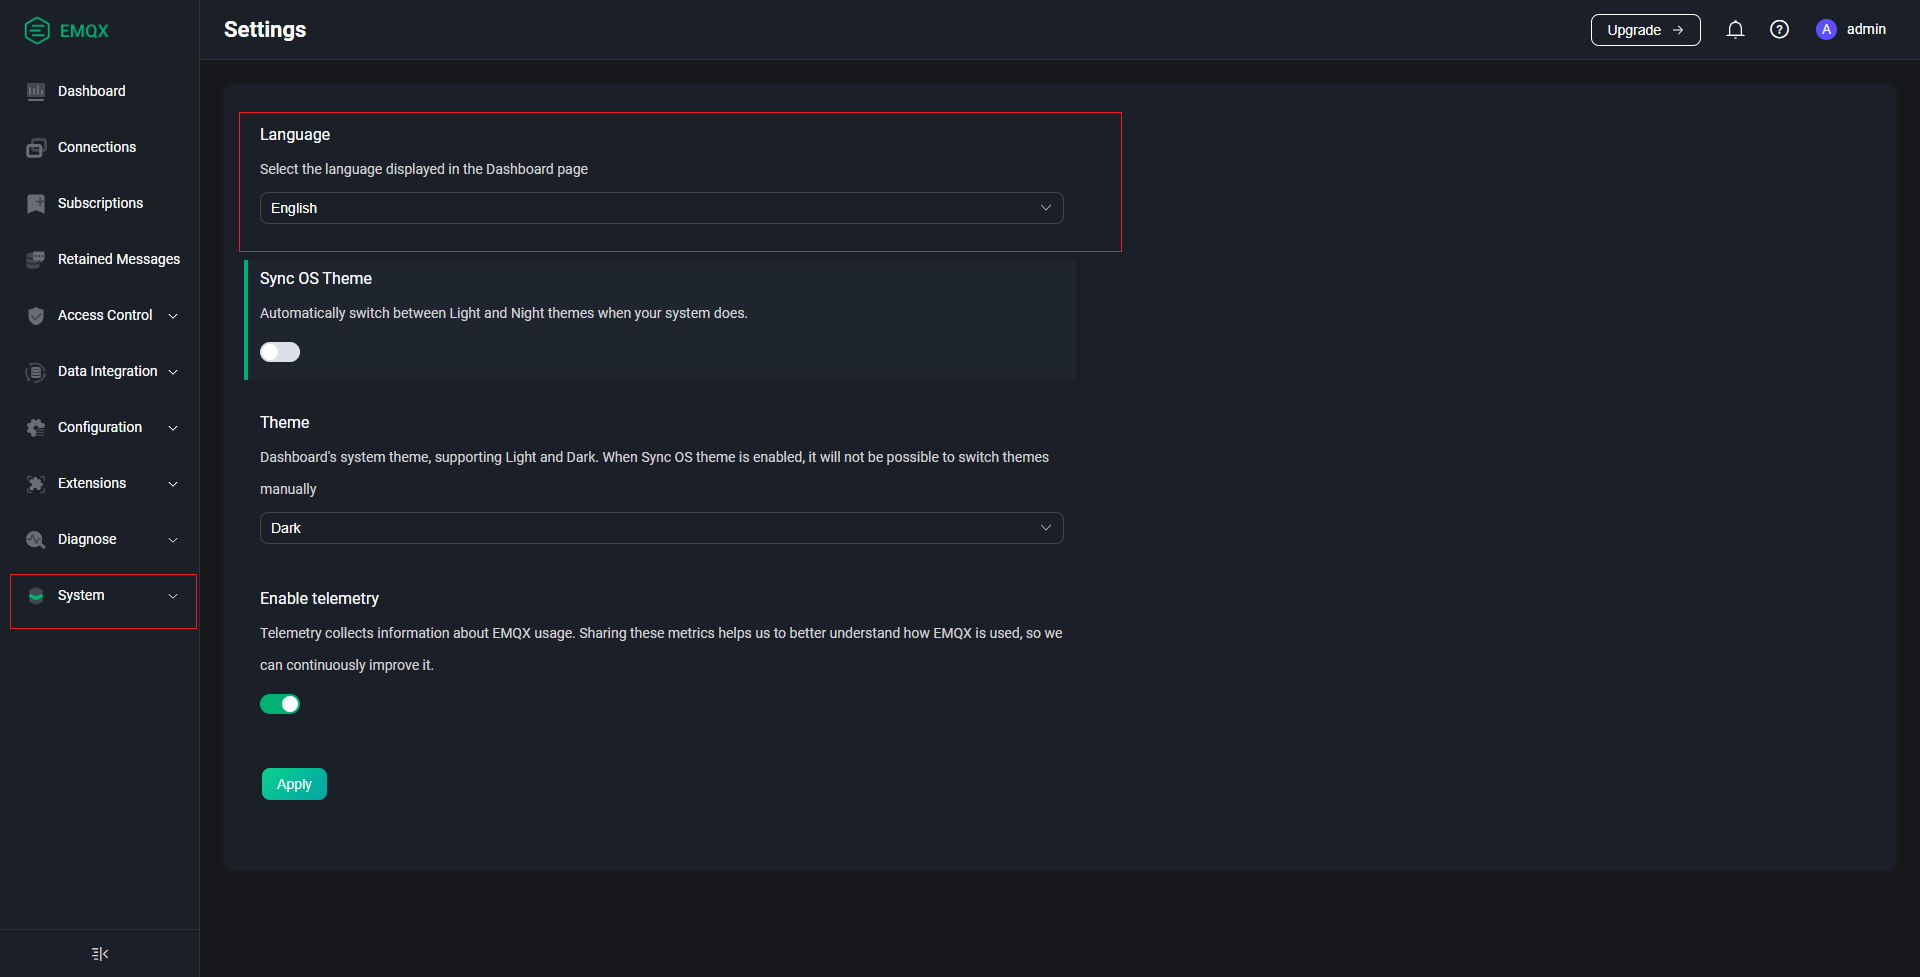 EMQX
Settings
Upgrade
A
admin
Dashboard
Connections
Subscriptions
Retained Messages
Access Control
Data Integration
Configuration
Extensions
Diagnose
System
Language
Select the language displayed in the Dashboard page
English
Sync OS Theme
Automatically switch between Light and Night themes when your system does.
Theme
Dashboard's system theme, supporting Light and Dark. When Sync OS theme is enabled, it will not be possible to switch themes
manually
Dark
Enable telemetry
Telemetry collects information about EMQX usage. Sharing these metrics helps us to better understand how EMQX is used, so we
can continuously improve it.
Apply